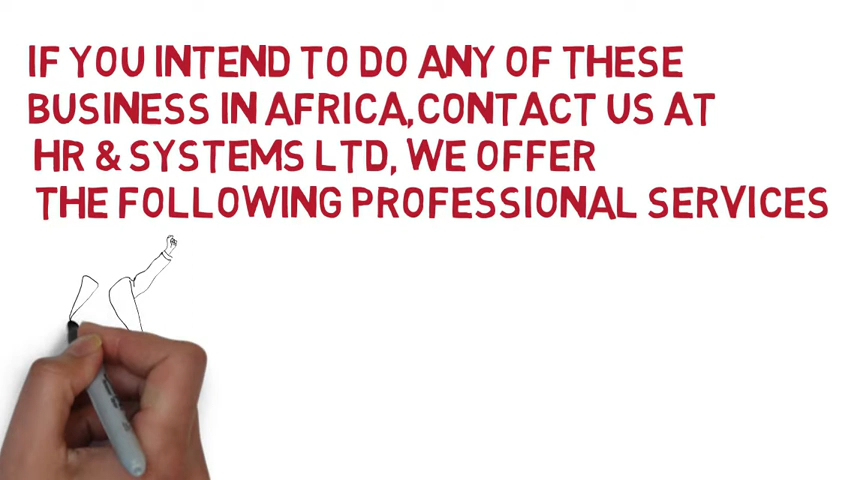 IF YOU INTEND TO DO ANY OF THESE
BUSINESS IN AFRICA,CONTACT US AT
HR & SYSTEMS LTD, WE OFFER
THE FOLLOWING PROFESSIONAL SERVICES